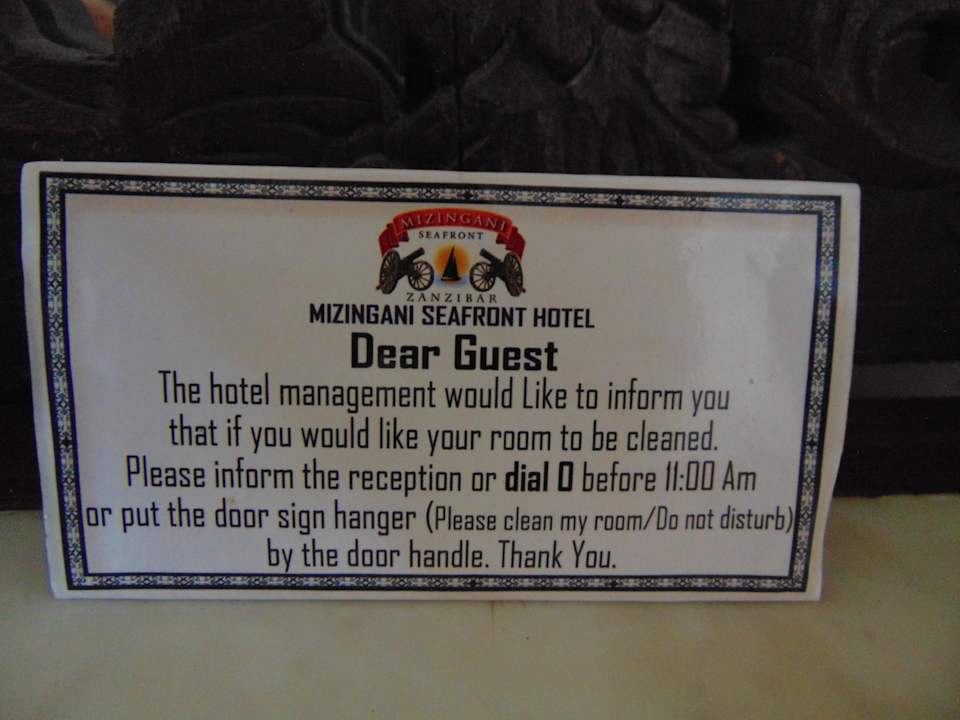 MIZINGANI
SEAFRONT
ZANZIBAR
MIZINGANI SEAFRONT HOTEL
Dear Guest
The hotel management would Like to inform you
that if you would like your room to be cleaned.
Please inform the reception or dial 0 before 11:00 Am
or put the door sign hanger (Please clean my room/Do not disturb)
by the door handle. Thank You.